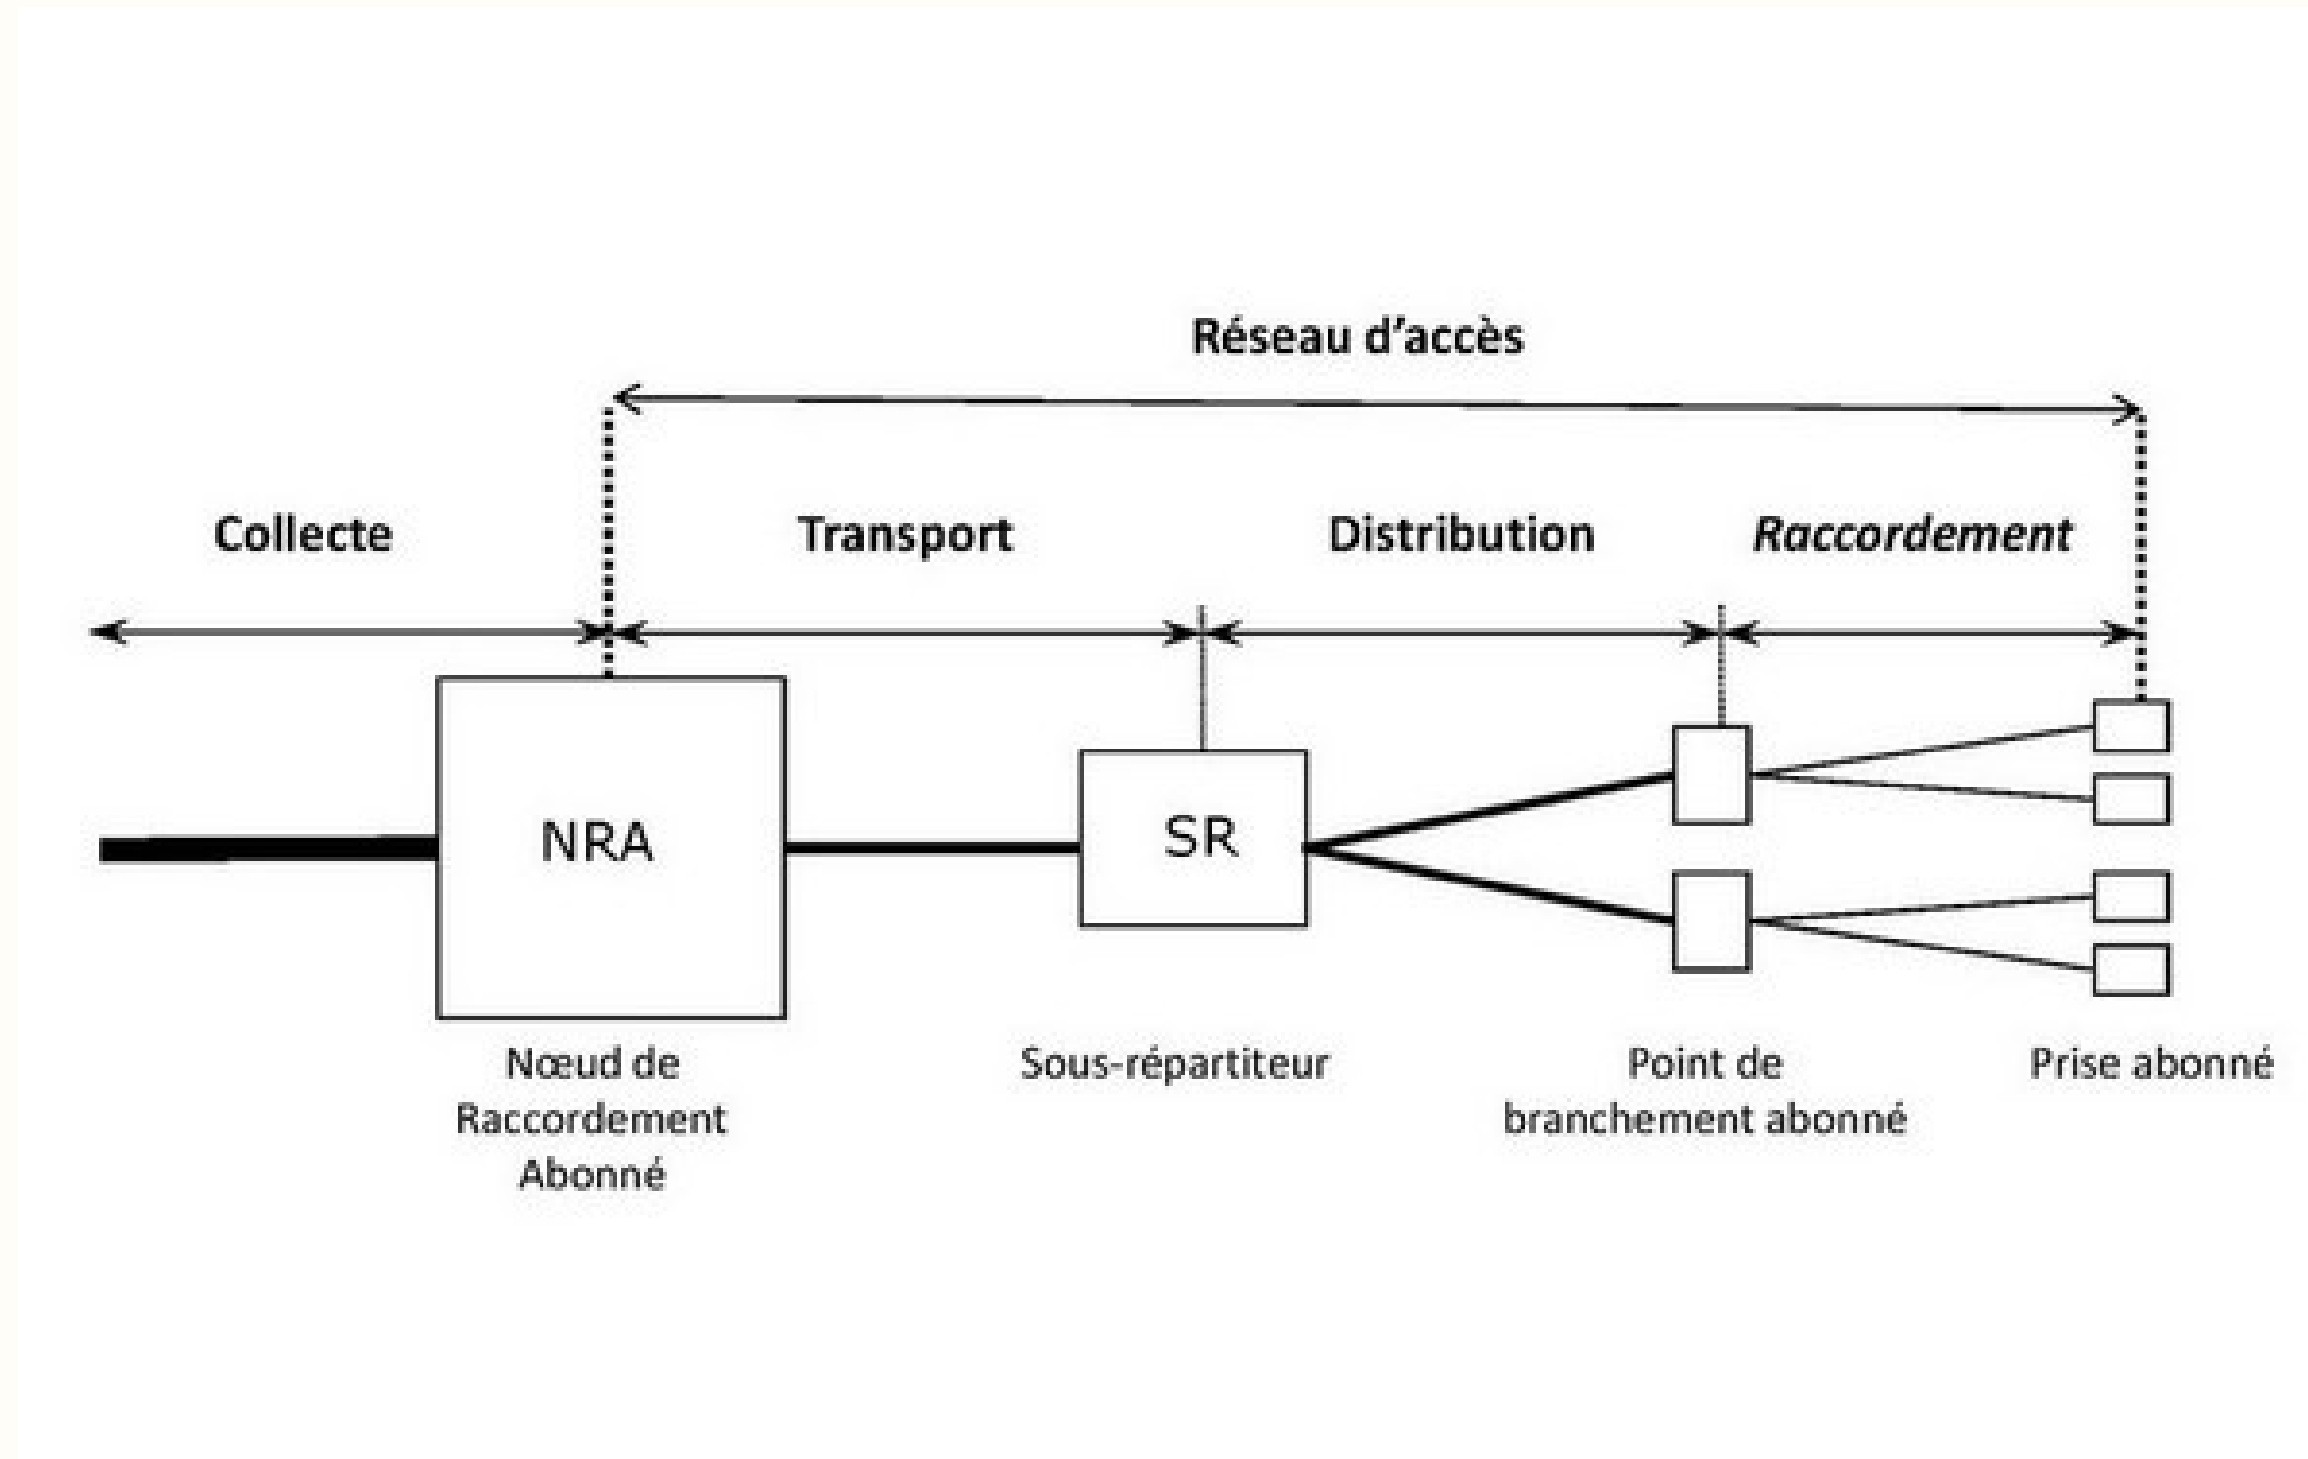 Réseau d'accès
Collecte
Transport
Distribution
Raccordement
NRA
SR
Nœud de
Raccordement
Abonné
Sous-répartiteur
Point de
branchement abonné
Prise abonné